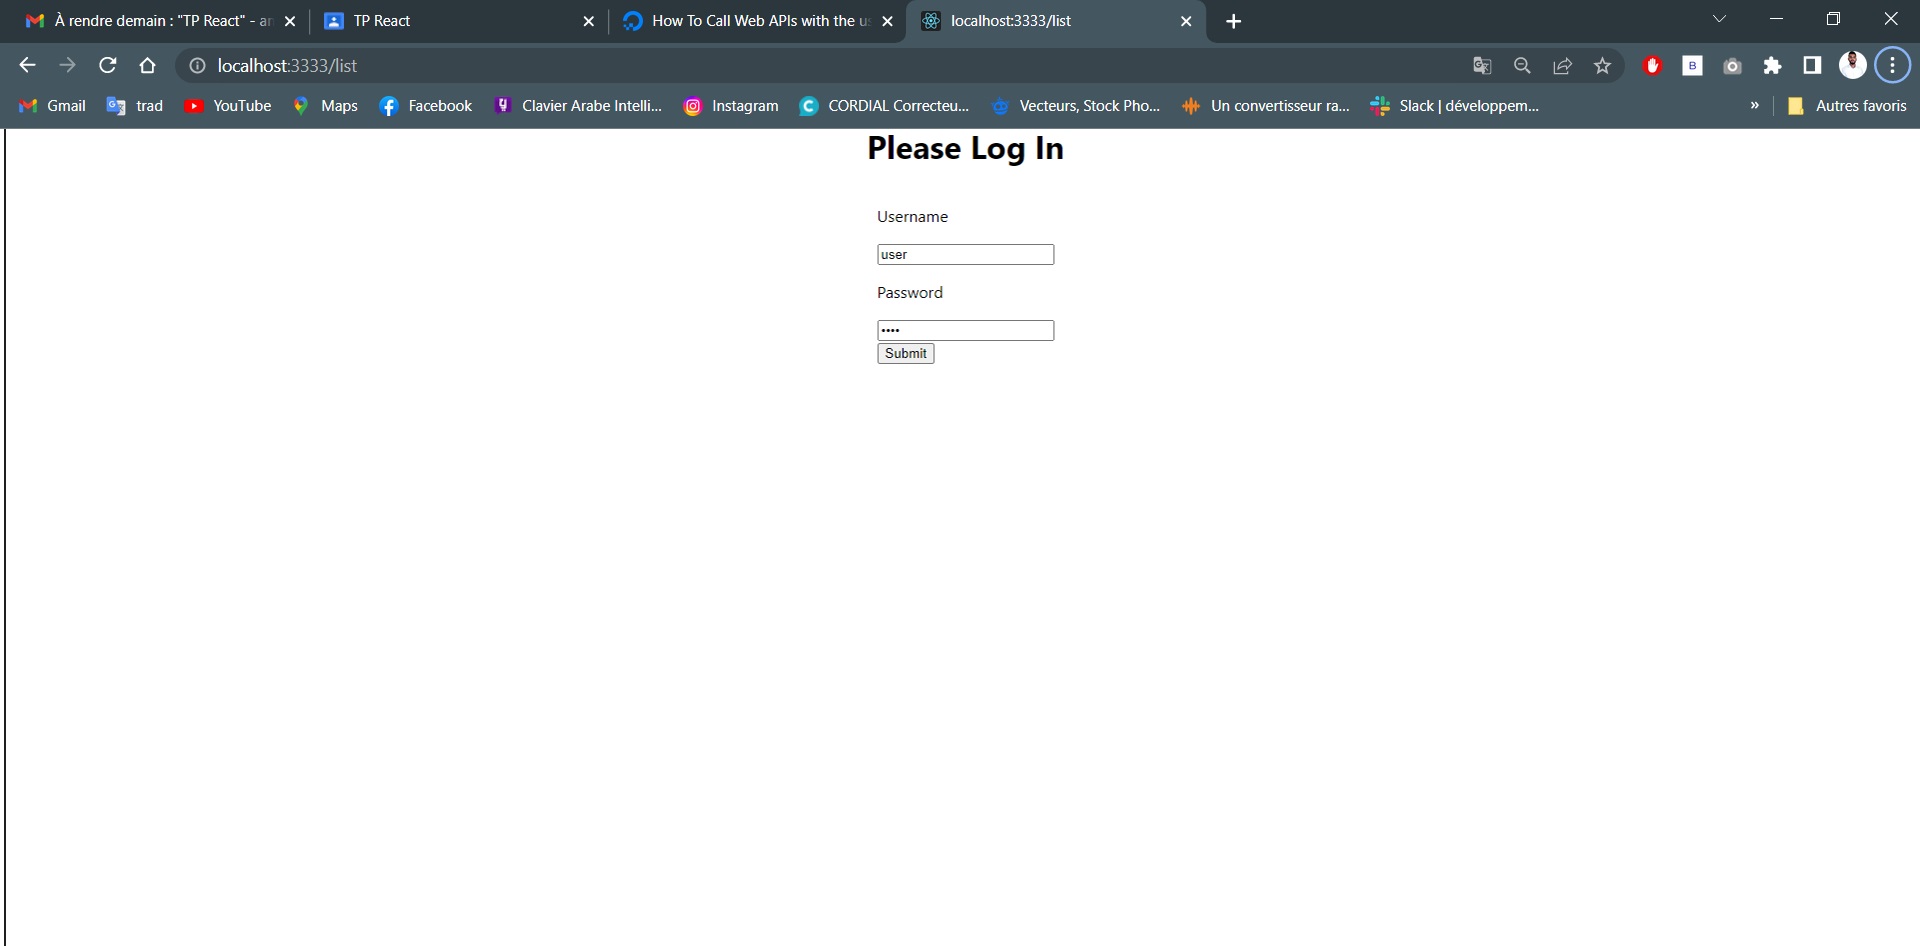 À rendre demain : "TP React" - an
TP React
How To Call Web APIs with the us
localhost:3333/list
localhost:3333/list
Gmail
trad
YouTube
Maps
Facebook
Clavier Arabe Intelli...
Instagram
CORDIAL Correcteu...
Vecteurs, Stock Pho...
Un convertisseur ra...
Slack | développem...
»
Autres favoris
Please Log In
Username
user
Password
••••
Submit